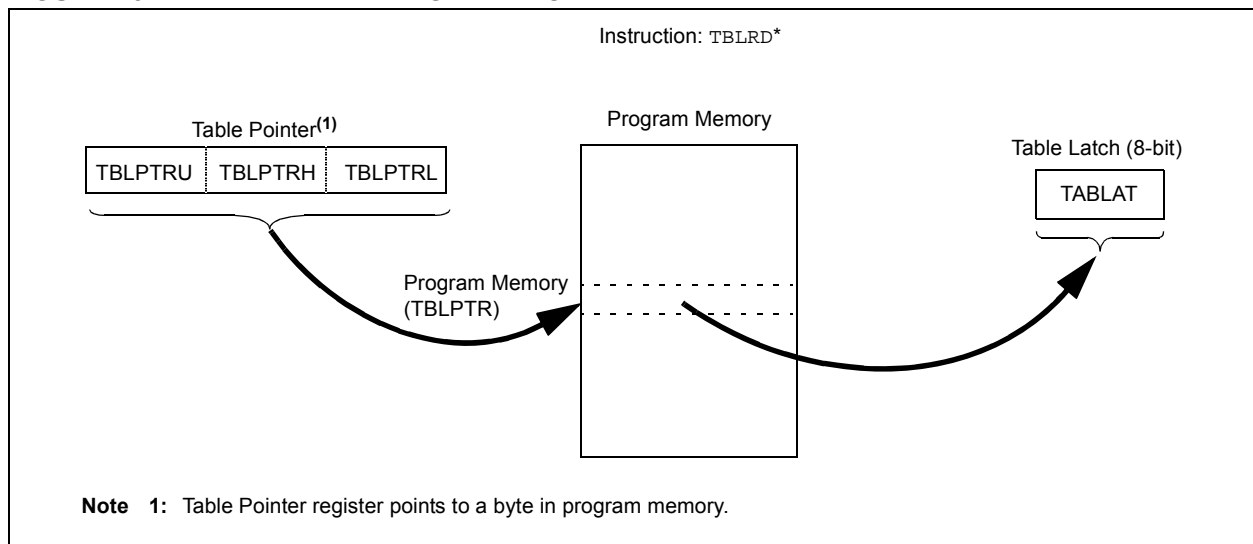 Instruction: TBLRD*
Table Pointer(1)
Program Memory
Table Latch (8-bit)
TBLPTRU TBLPTRH TBLPTRL
TABLAT
Program Memory
(TBLPTR)
Note 1: Table Pointer register points to a byte in program memory.